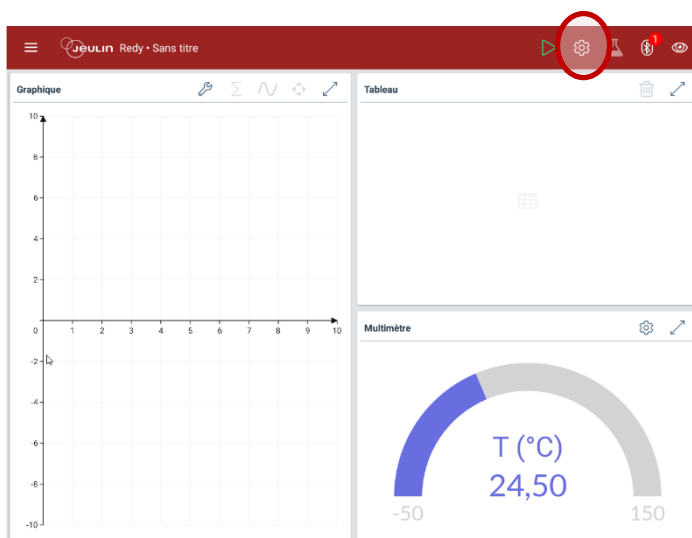 Jeulin Redy • Sans titre
1
Graphique
Tableau
10
8
6
4
2
0 1 2 3 4 5 6 7 8 9 10
-2
-4
-6
-8
-10
Multimètre
T (°C)
24,50
-50 150